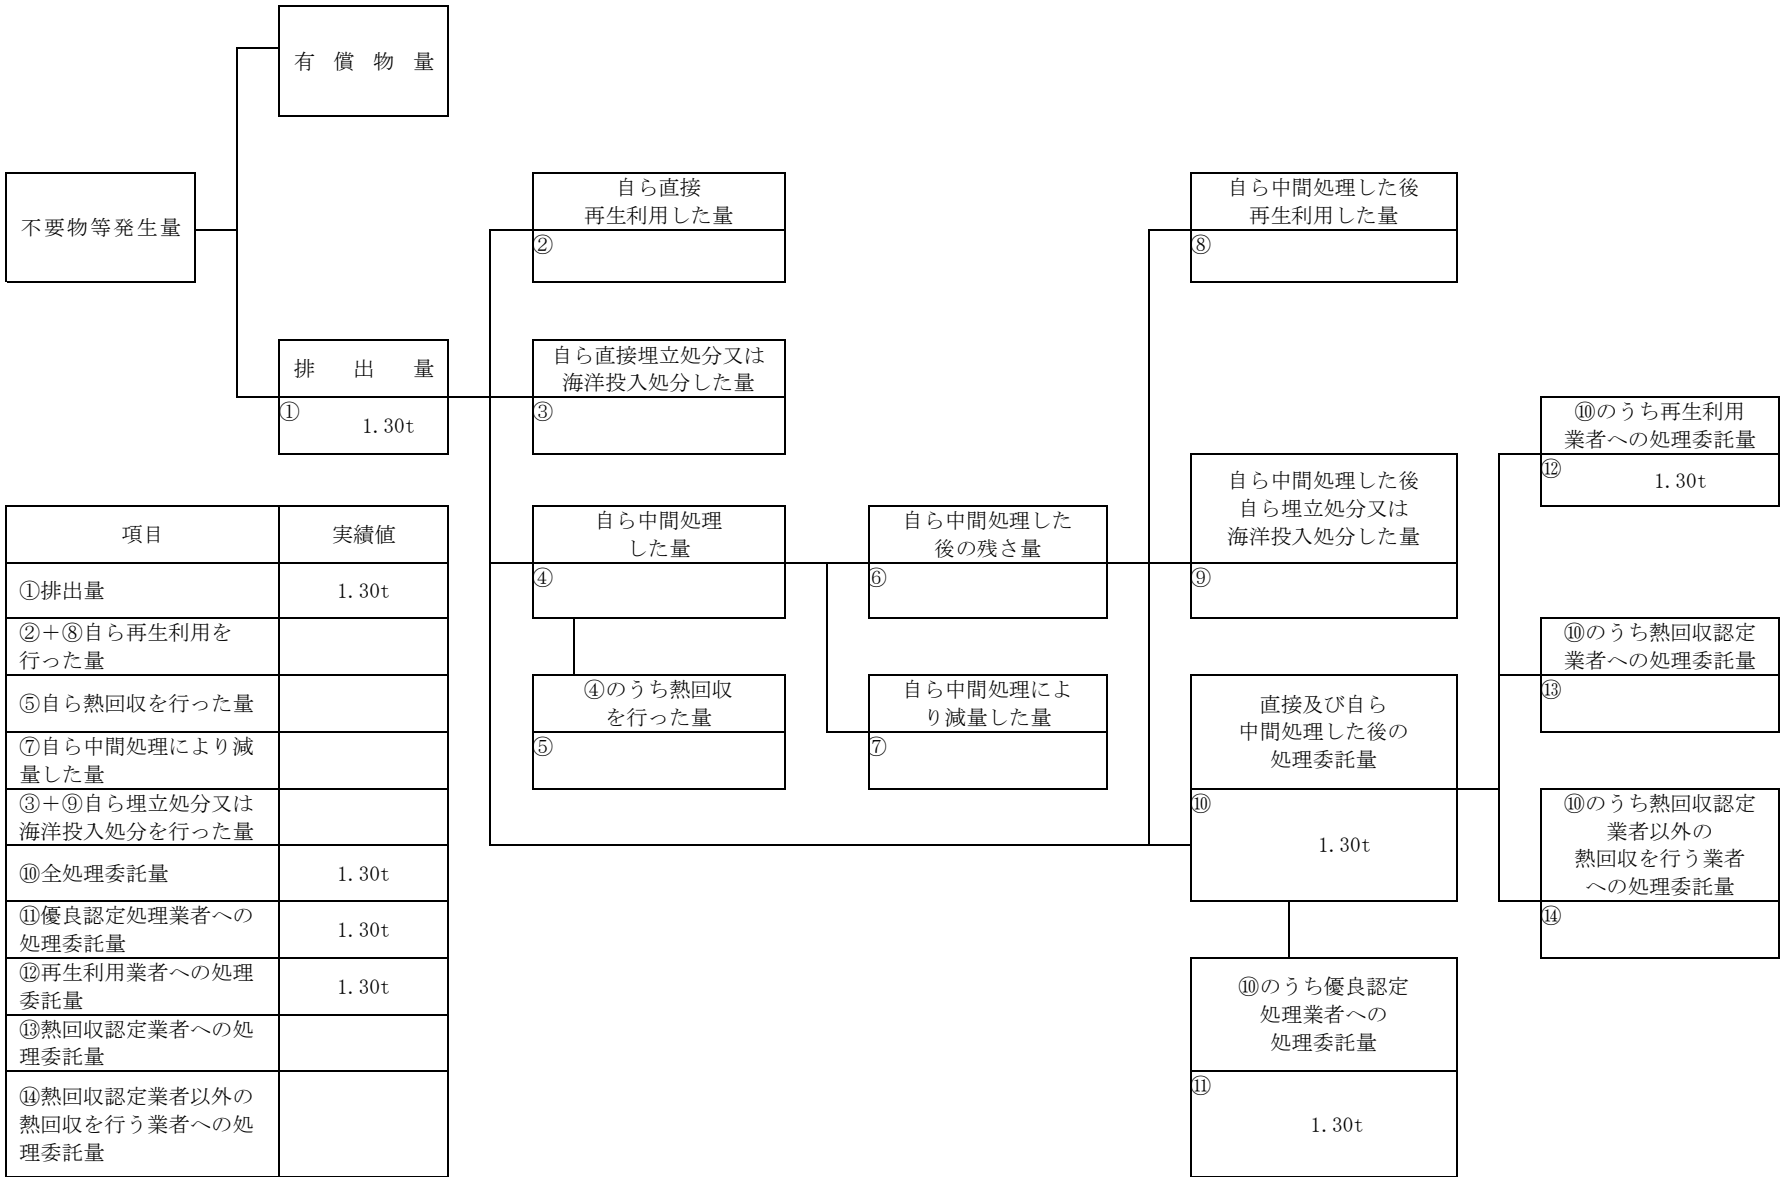 有償物量
不要物等発生量
排出量
①
1.30t
自ら直接
再生利用した量
②
自ら直接埋立処分又は
海洋投入処分した量
③
自ら中間処理
した量
④
④のうち熱回収
を行った量
⑤
自ら中間処理した
後の残さ量
⑥
自ら中間処理によ
り減量した量
⑦
自ら中間処理した後
再生利用した量
⑧
自ら中間処理した後
自ら埋立処分又は
海洋投入処分した量
⑨
直接及び自ら
中間処理した後の
処理委託量
⑩
1.30t
⑩のうち優良認定
処理業者への
処理委託量
⑪
1.30t
⑩のうち再生利用
業者への処理委託量
⑫
1.30t
⑩のうち熱回収認定
業者への処理委託量
⑬
⑩のうち熱回収認定
業者以外の
熱回収を行う業者
への処理委託量
⑭
項目 実績値
①排出量 1.30t
②+⑧自ら再生利用を
行った量
⑤自ら熱回収を行った量
⑦自ら中間処理により減
量した量
③+⑨自ら埋立処分又は
海洋投入処分を行った量
⑩全処理委託量 1.30t
⑪優良認定処理業者への
処理委託量 1.30t
⑫再生利用業者への処理
委託量 1.30t
⑬熱回収認定業者への処
理委託量
⑭熱回収認定業者以外の
熱回収を行う業者への処
理委託量